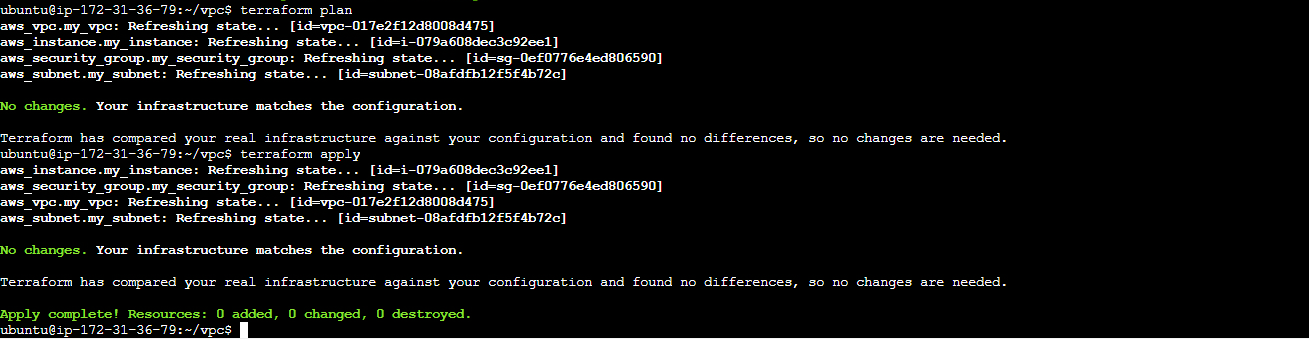 ubuntu@ip-172-31-36-79:~/vpc$ terraform plan
aws_vpc.my_vpc: Refreshing state... [id=vpc-017e2f12d8008d475]
aws_instance.my_instance: Refreshing state... [id=i-079a608dec3c92ee1]
aws_security_group.my_security_group: Refreshing state... [id=sg-0ef0776e4ed806590]
aws_subnet.my_subnet: Refreshing state... [id=subnet-08afdfb12f5f4b72c]
No changes. Your infrastructure matches the configuration.
Terraform has compared your real infrastructure against your configuration and found no differences, so no changes are needed.
ubuntu@ip-172-31-36-79:~/vpc$ terraform apply
aws_instance.my_instance: Refreshing state... [id=i-079a608dec3c92ee1]
aws_security_group.my_security_group: Refreshing state... [id=sg-0ef0776e4ed806590]
aws_vpc.my_vpc: Refreshing state... [id=vpc-017e2f12d8008d475]
aws_subnet.my_subnet: Refreshing state... [id=subnet-08afdfb12f5f4b72c]
No changes. Your infrastructure matches the configuration.
Terraform has compared your real infrastructure against your configuration and found no differences, so no changes are needed.
Apply complete! Resources: 0 added, 0 changed, 0 destroyed.
ubuntu@ip-172-31-36-79:~/vpc$